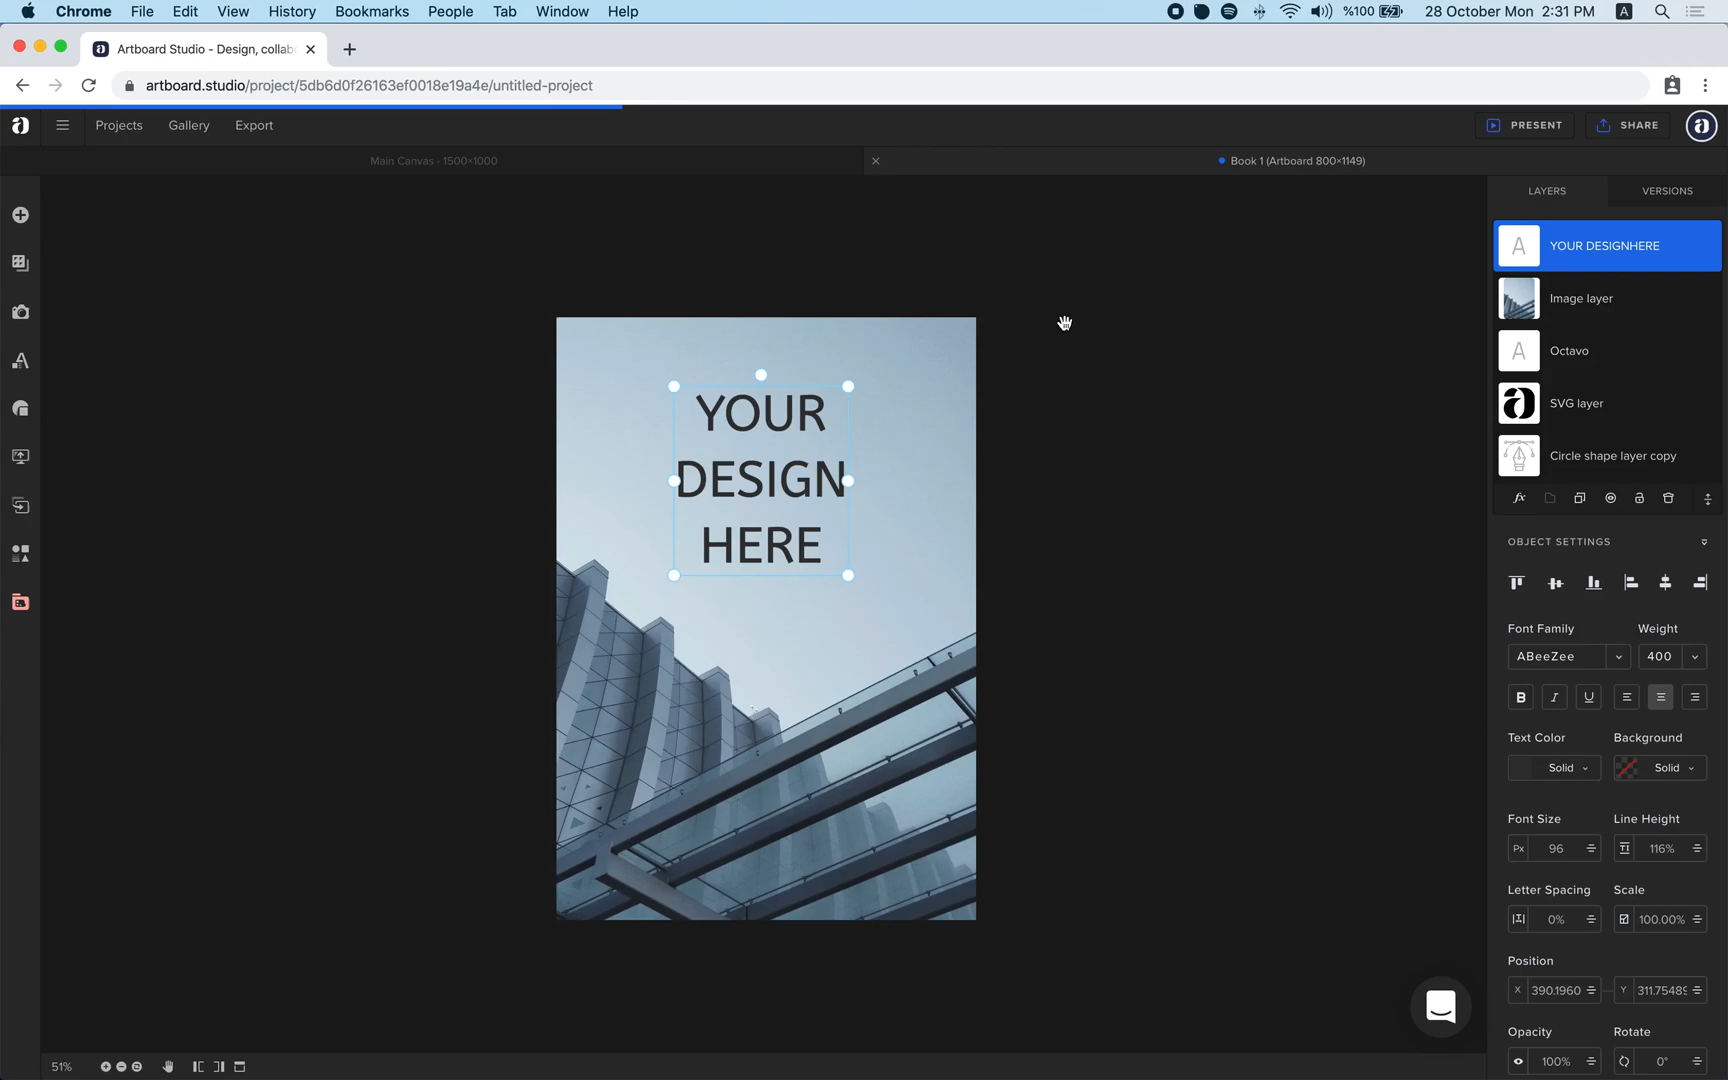 Chrome File Edit View History Bookmarks People Tab Window Help %100 28 October Mon 2:31 PM A
Artboard Studio - Design, collab
artboard.studio/project/5db6d0f26163ef0018e19a4e/untitled-project
a Projects Gallery Export PRESENT SHARE a
Main Canvas - 1500×1000 Book 1 (Artboard 800×1149)
LAYERS VERSIONS
A YOUR DESIGNHERE
Image layer
A Octavo
a SVG layer
Circle shape layer copy
fx
YOUR
DESIGN
HERE
OBJECT SETTINGS
Font Family Weight
ABeeZee 400
B I U
Text Color Background
Solid Solid
Font Size Line Height
Px 96 TI 116%
Letter Spacing Scale
0% 100.00%
Position
X 390.1960 Y 311.75489
Opacity Rotate
100% 0°
51%